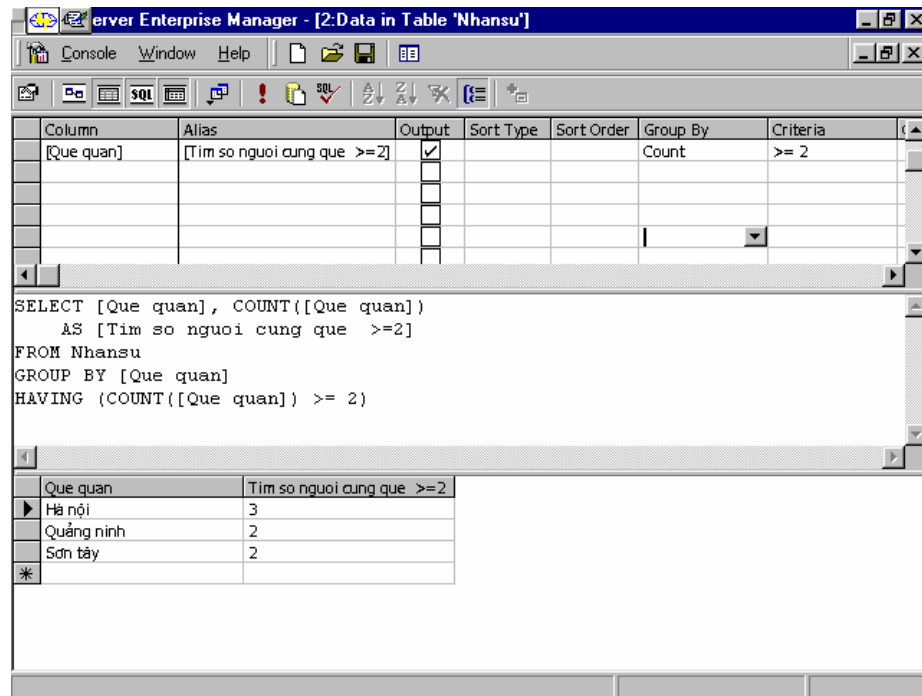 erver Enterprise Manager - [2:Data in Table 'Nhansu']
Console Window Help
Column Alias Output Sort Type Sort Order Group By Criteria
[Que quan] [Tim so nguoi cung que >=2] Count >= 2
SELECT [Que quan], COUNT([Que quan])
AS [Tim so nguoi cung que >=2]
FROM Nhansu
GROUP BY [Que quan]
HAVING (COUNT([Que quan]) >= 2)
Que quan Tim so nguoi cung que >=2
Hà nội 3
Quảng ninh 2
Sơn tây 2